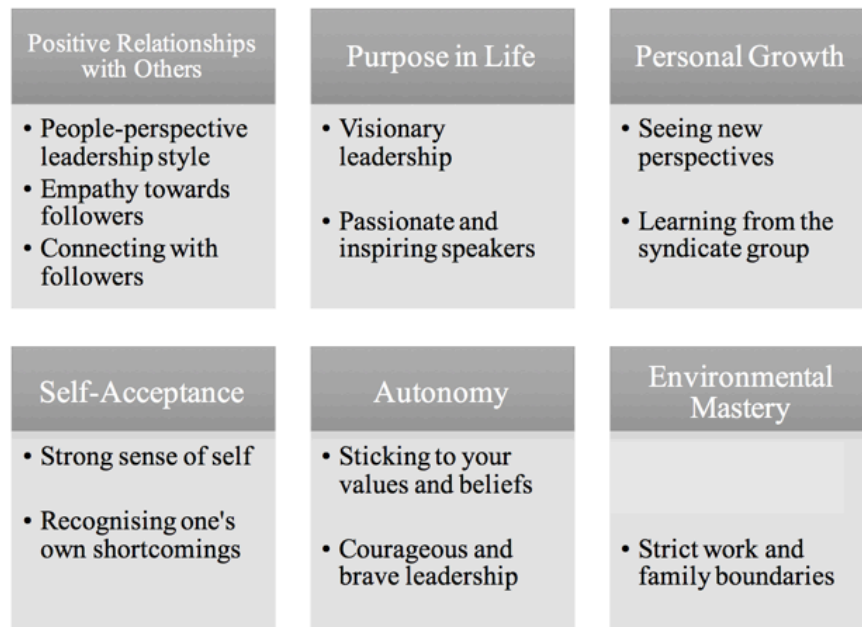 Positive Relationships
with Others
• People-perspective
leadership style
• Empathy towards
followers
• Connecting with
followers
Purpose in Life
• Visionary
leadership
• Passionate and
inspiring speakers
Personal Growth
• Seeing new
perspectives
• Learning from the
syndicate group
Self-Acceptance
• Strong sense of self
• Recognising one's
own shortcomings
Autonomy
• Sticking to your
values and beliefs
• Courageous and
brave leadership
Environmental
Mastery
• Strict work and
family boundaries